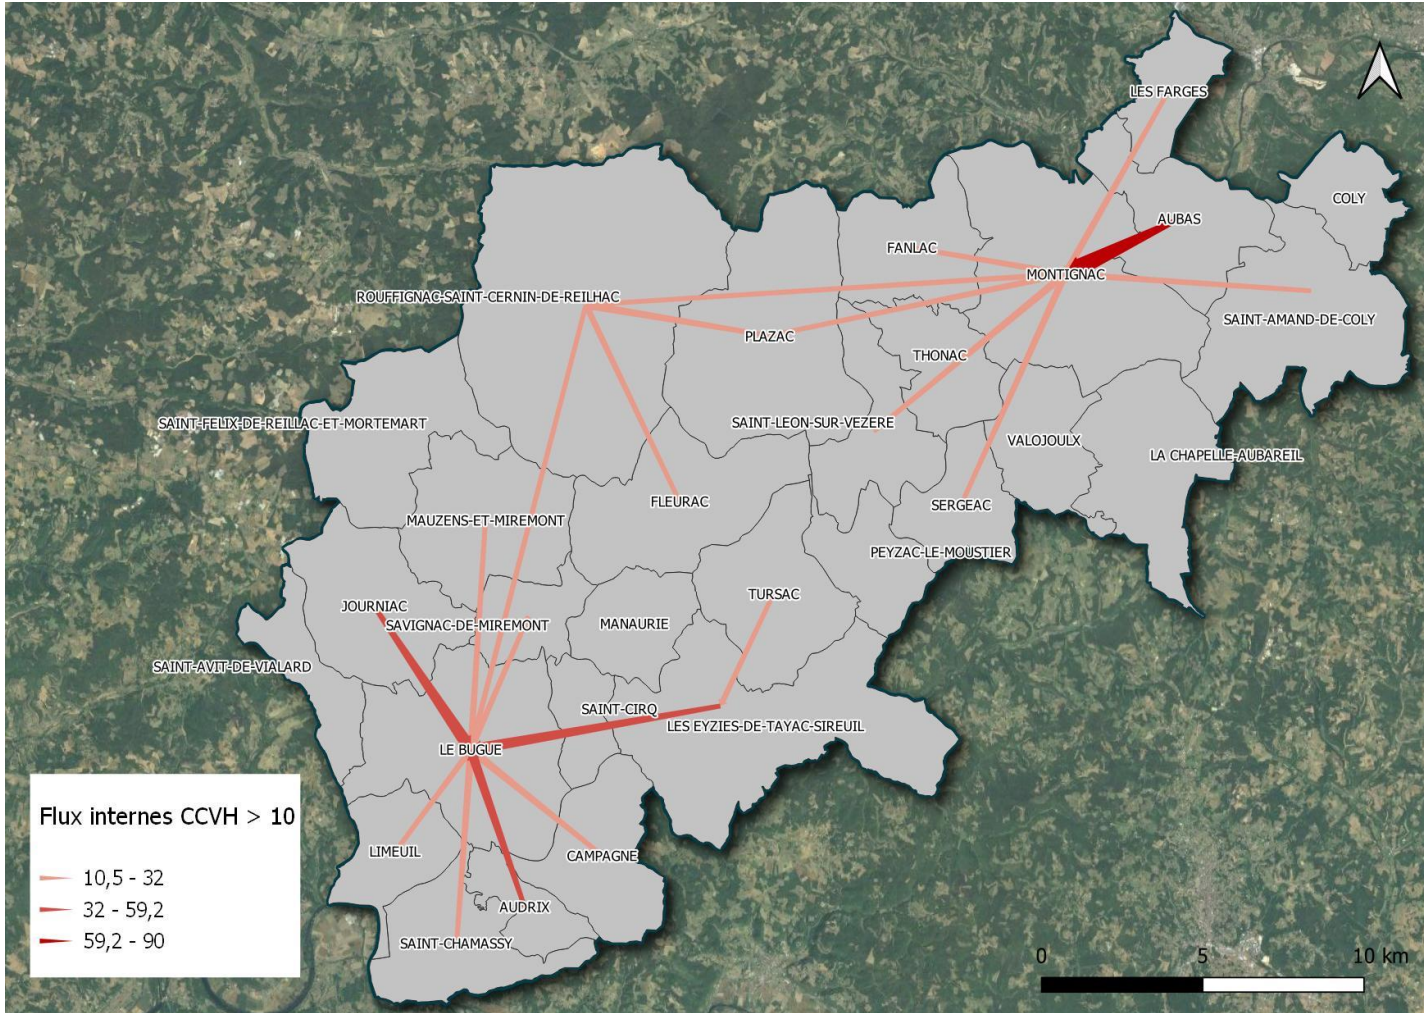 LES FARGES
COLY
AUBAS
FANLAC
MONTIGNAC
ROUFFIGNAC-SAINT-CERNIN-DE-REILHAC
SAINT-AMAND-DE-COLY
PLAZAC
THONAC
SAINT-FELIX-DE-REILLAC-ET-MORTEMART
SAINT-LEON-SUR-VEZERE
VALOJOULX
LA CHAPELLE-AUBAREIL
FLEURAC
SERGEAC
MAUZENS-ET-MIREMONT
PEYZAC-LE-MOUSTIER
TURSAC
JOURNIAC
SAVIGNAC-DE-MIREMONT
MANAURIE
SAINT-AVIT-DE-VIALARD
SAINT-CIRQ
LES EYZIES-DE-TAYAC-SIREUIL
LE BUGUE
LIMEUIL
CAMPAGNE
AUDRIX
SAINT-CHAMASSY
Flux internes CCVH > 10
10,5 - 32
32 - 59,2
59,2 - 90
0 5 10 km